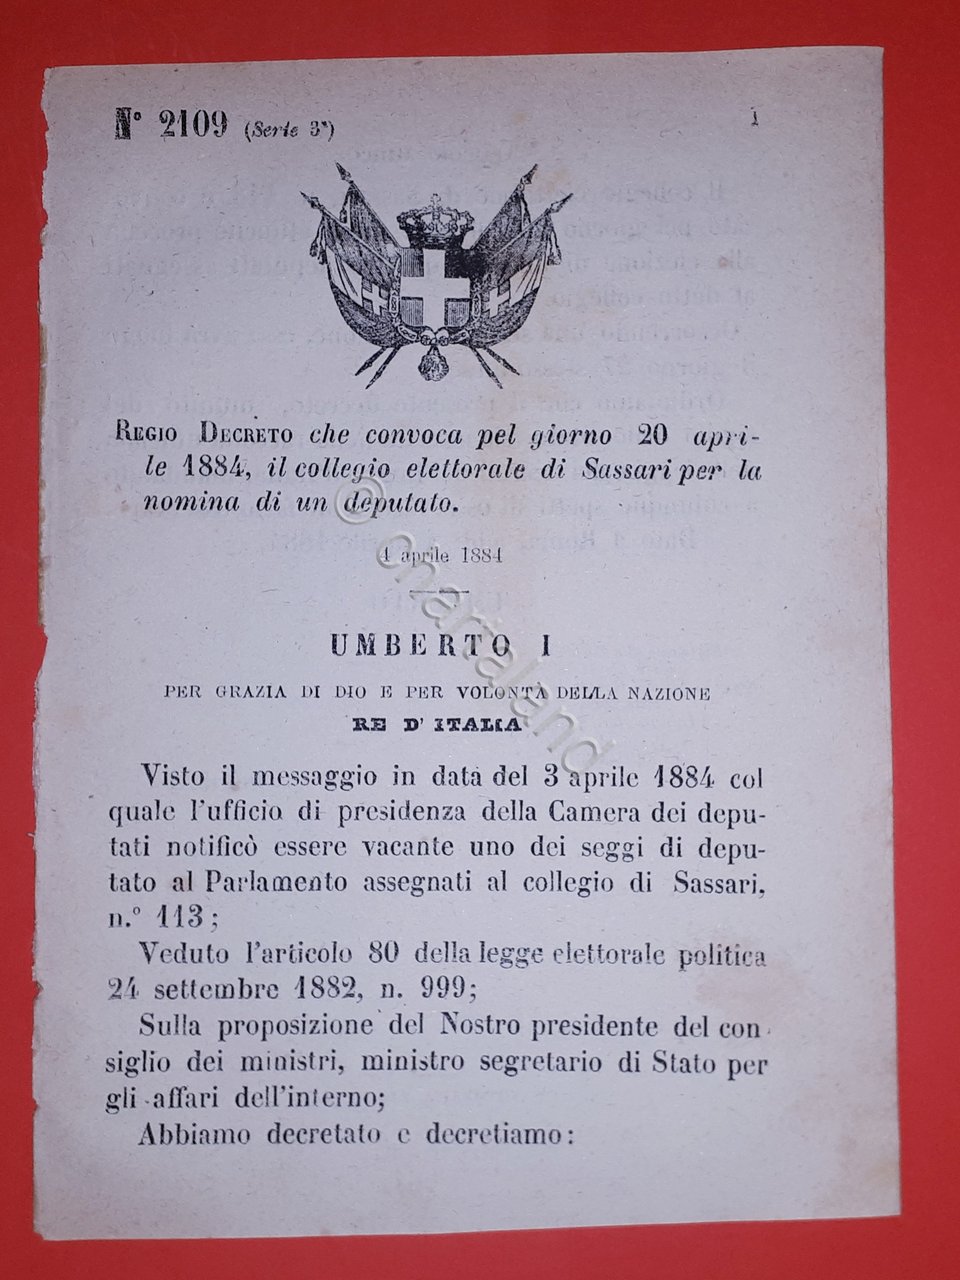 N° 2109 (Serie 3ª)
1
REGIO DECRETO che convoca pel giorno 20 apri-
le 1884, il collegio elettorale di Sassari per la
nomina di un deputato.
4 aprile 1884
UMBERTO I
PER GRAZIA DI DIO E PER VOLONTÀ DELLA NAZIONE
RE D' ITALIA
Visto il messaggio in data del 3 aprile 1884 col
quale l'ufficio di presidenza della Camera dei depu-
tati notificò essere vacante uno dei seggi di depu-
tato al Parlamento assegnati al collegio di Sassari,
n.° 113;
Veduto l'articolo 80 della legge elettorale politica
24 settembre 1882, n. 999;
Sulla proposizione del Nostro presidente del con-
siglio dei ministri, ministro segretario di Stato per
gli affari dell'interno;
Abbiamo decretato e decretiamo:
© chartaland